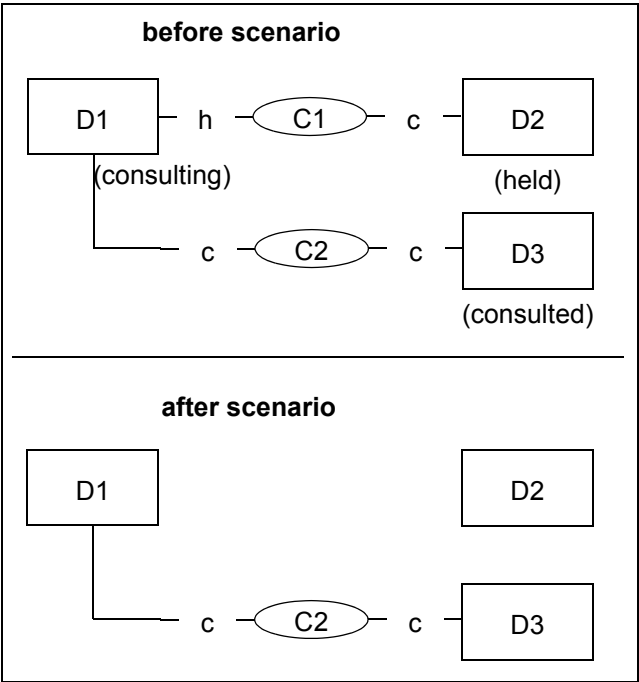 before scenario
D1 h C1 c D2
(consulting) (held)
c C2 c D3
(consulted)
after scenario
D1 D2
c C2 c D3